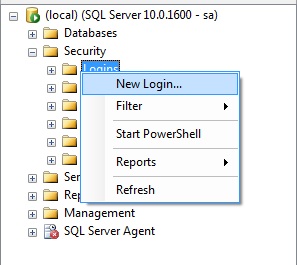 (local) (SQL Server 10.0.1600 - sa)
Databases
Security
Logins
New Login...
Filter
Start PowerShell
Reports
Refresh
Ser
Rep
Management
SQL Server Agent